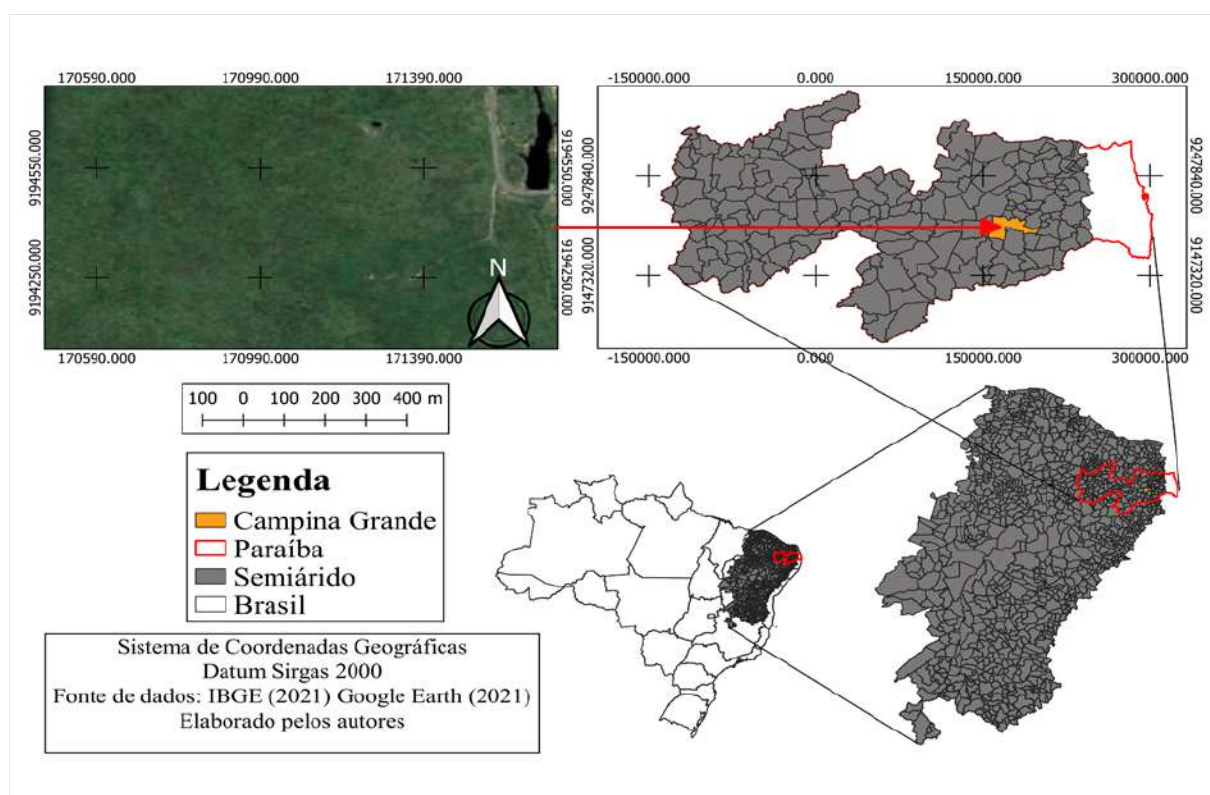 170590.000 170990.000 171390.000
-150000.000 0.000 150000.000 300000.000
9194550.000
9194250.000
9194550.000
9194250.000
9247840.000
9147320.000
9247840.000
9147320.000
N
170590.000 170990.000 171390.000
-150000.000 0.000 150000.000 300000.000
100 0 100 200 300 400 m
Legenda
Campina Grande
Paraíba
Semiárido
Brasil
Sistema de Coordenadas Geográficas
Datum Sirgas 2000
Fonte de dados: IBGE (2021) Google Earth (2021)
Elaborado pelos autores